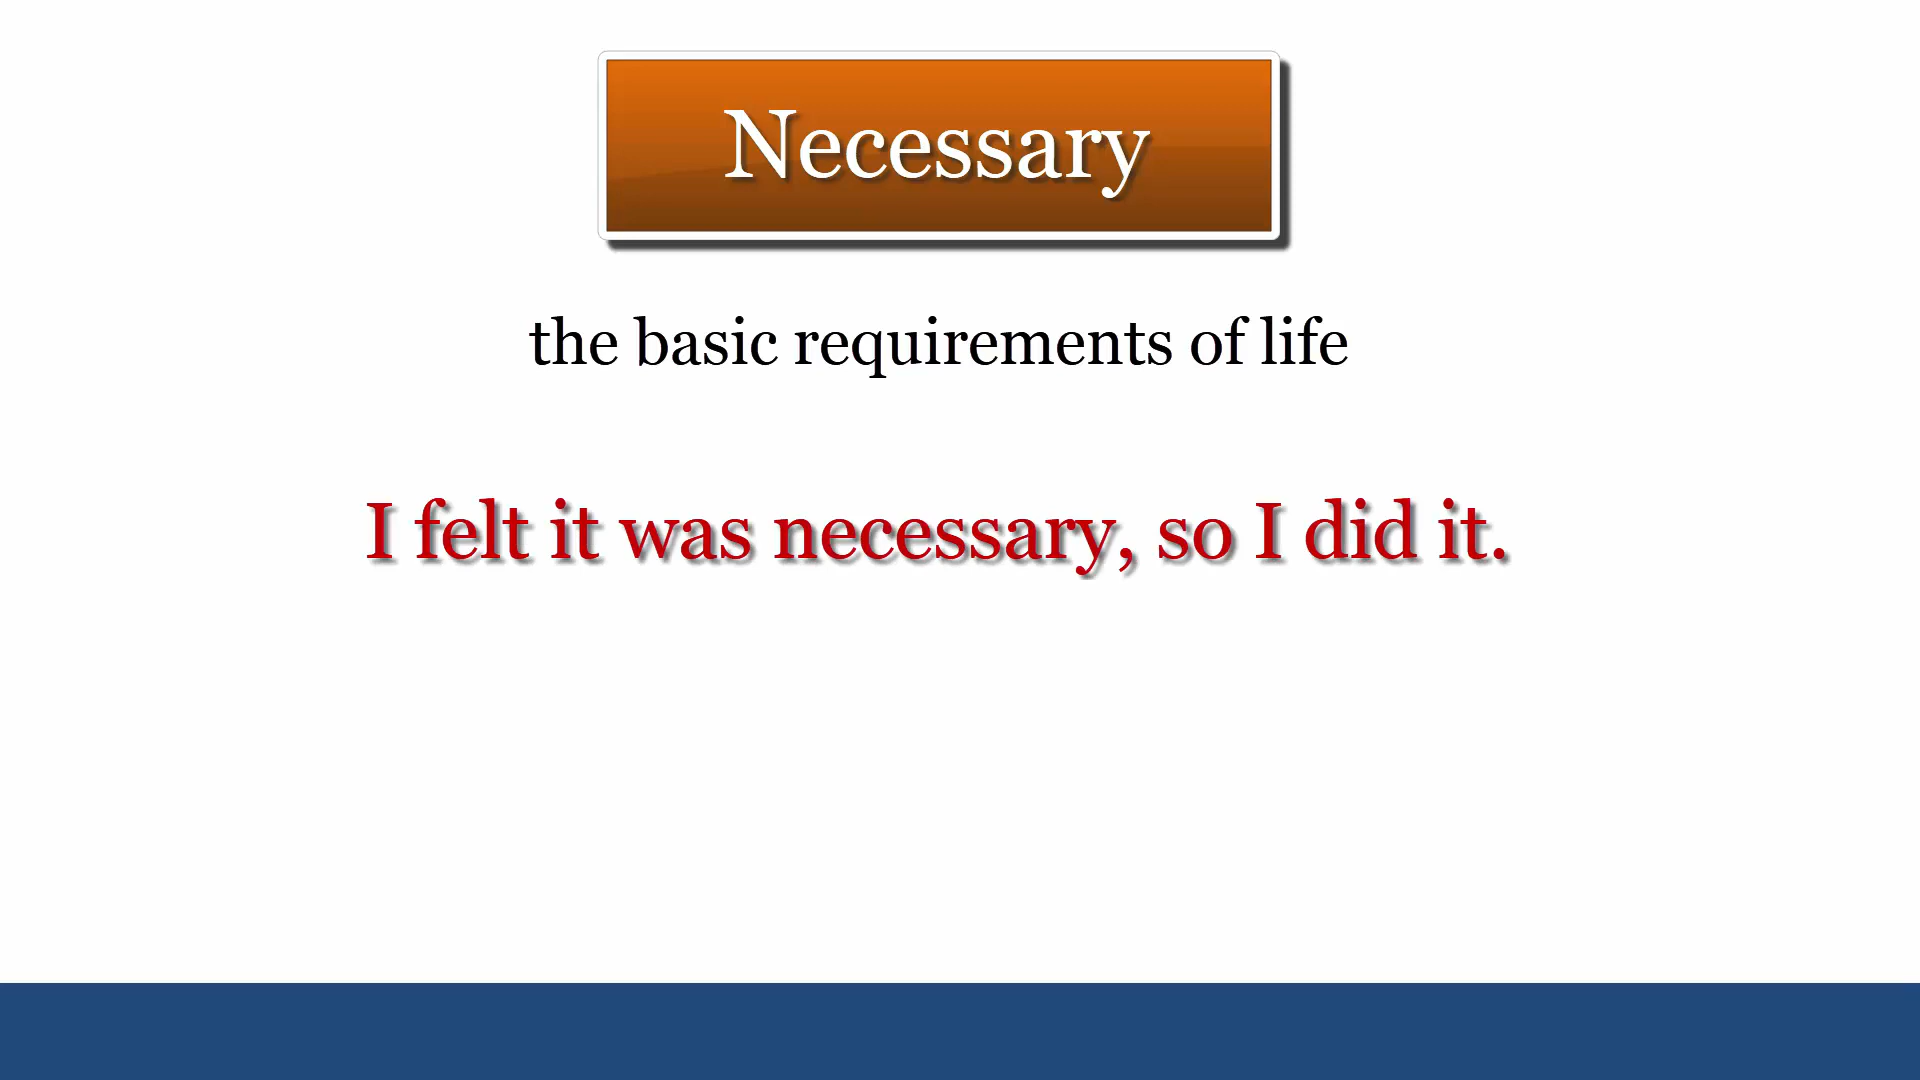 Necessary
the basic requirements of life
I felt it was necessary, so I did it.